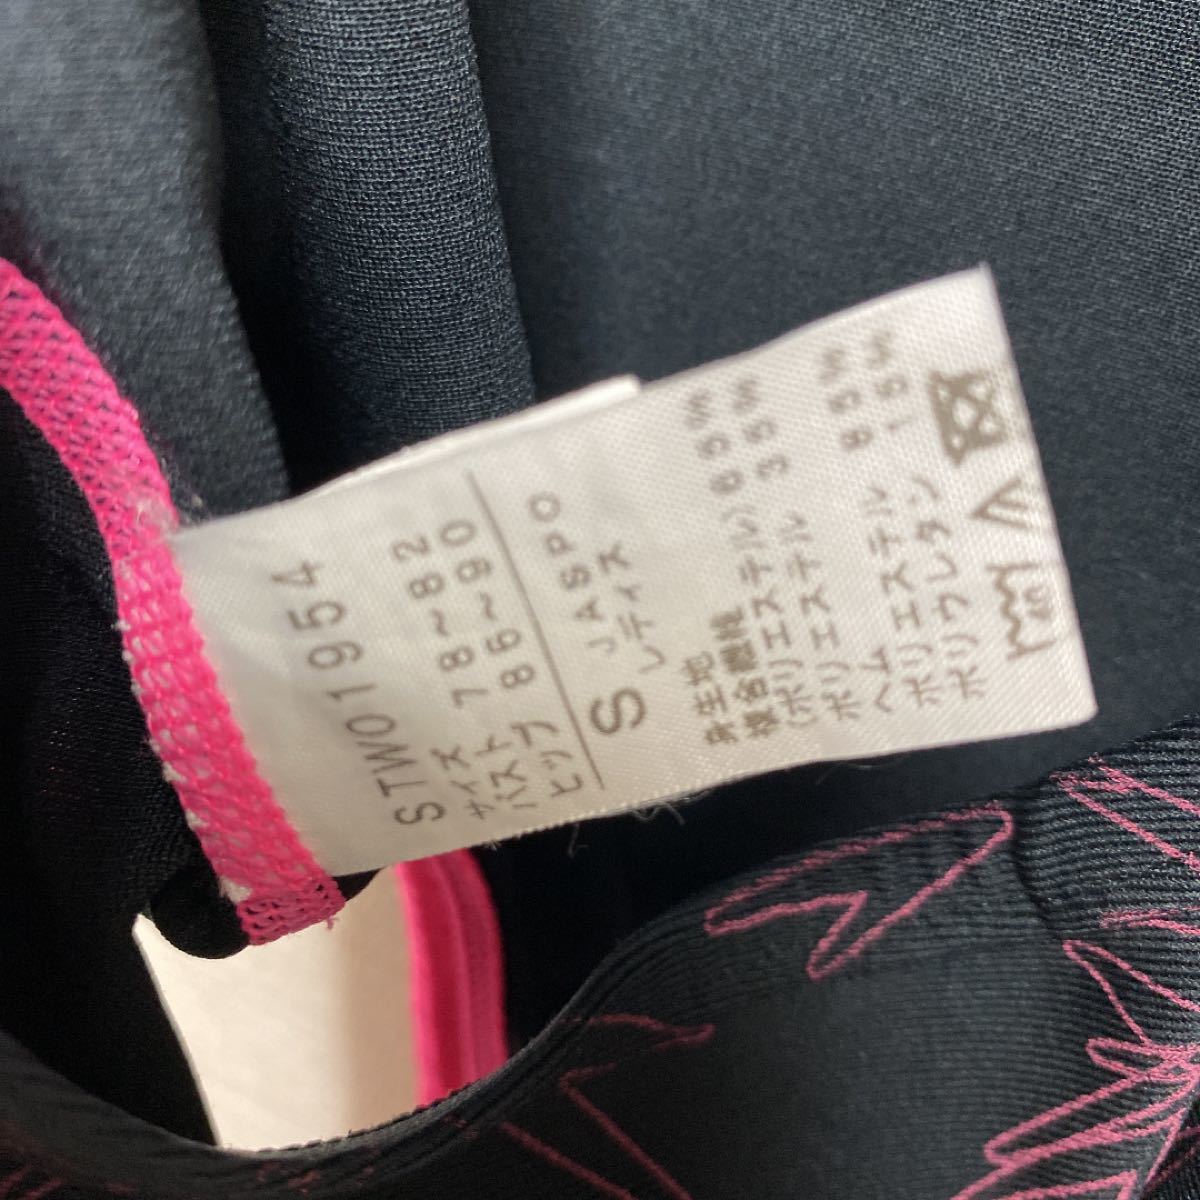 STW01954
サイズ 78~82
バスト 86~90
ヒップ
S JASPO
レディス
身生地
複合繊維
(ポリエステル) 65%
ポリエステル 35%
ヘム
ポリエステル 85%
ポリウレタン 15%